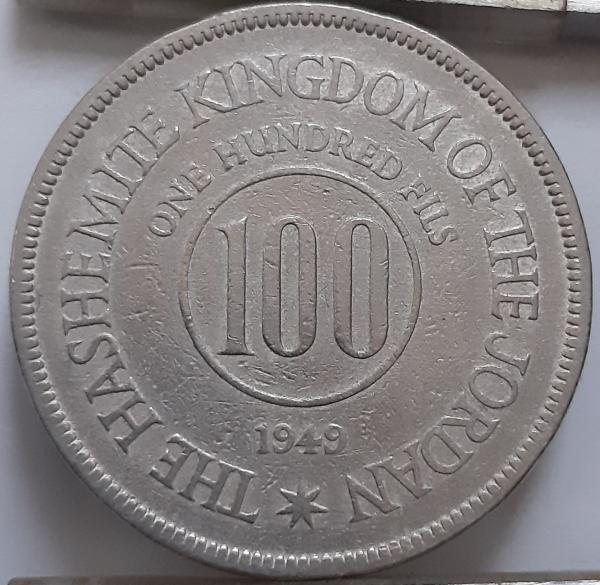 THE HASHEMITE KINGDOM OF THE JORDAN
ONE HUNDRED FILS
100
1949